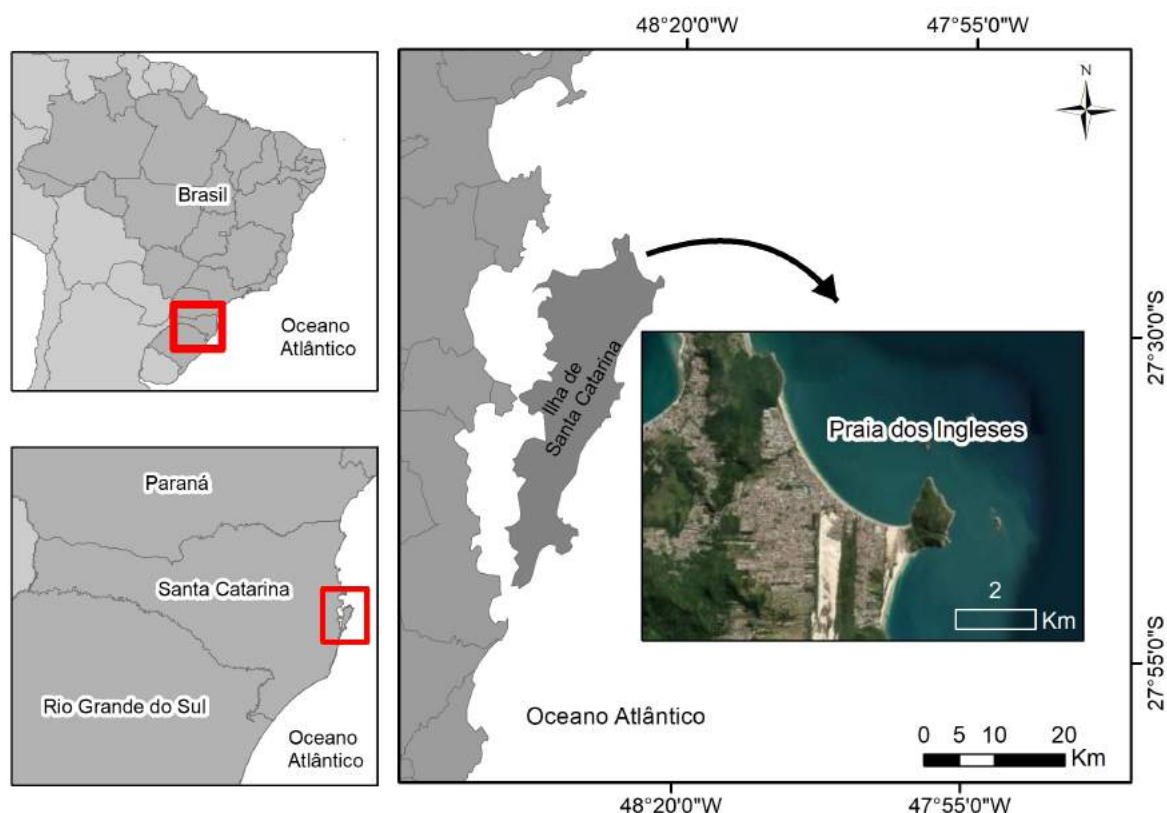 Brasil
Oceano
Atlântico
Paraná
Santa Catarina
Rio Grande do Sul
Oceano
Atlântico
48°20'0"W
47°55'0"W
N
27°30'0"S
27°55'0"S
Ilha de
Santa Catarina
Praia dos Ingleses
2
Km
Oceano Atlântico
0 5 10 20
Km
48°20'0"W
47°55'0"W